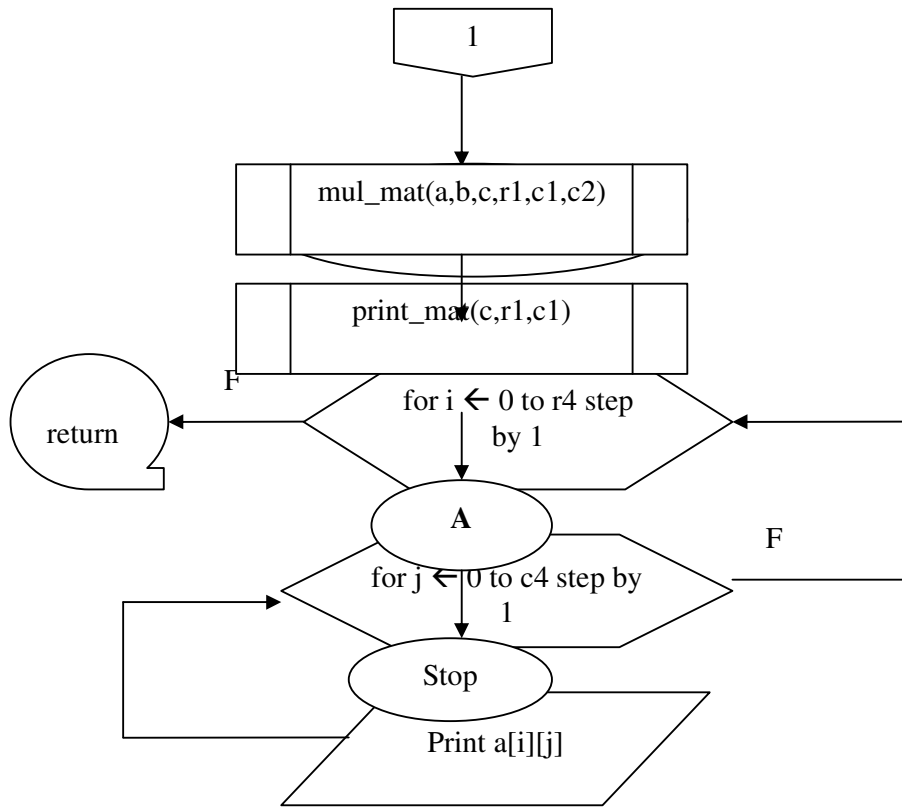 1
mul_mat(a,b,c,r1,c1,c2)
print_mat(c,r1,c1)
F
for i ← 0 to r4 step
by 1
return
A
F
for j ← 0 to c4 step by
1
Stop
Print a[i][j]